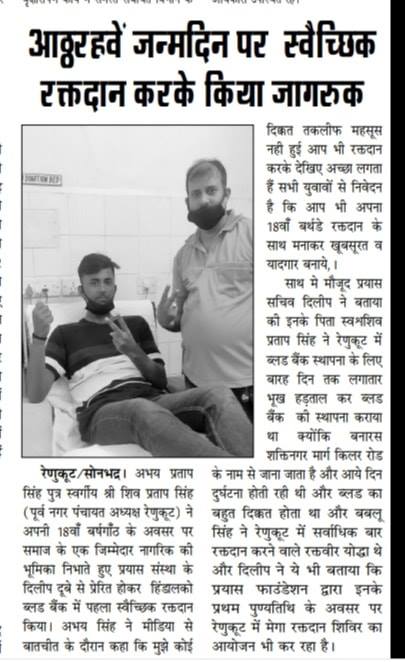 आठ्ठरहवें जन्मदिन पर स्वैच्छिक
रक्तदान करके किया जागरुक
DONATION BED
रेणुकूट/सोनभद्र। अभय प्रताप
सिंह पुत्र स्वर्गीय श्री शिव प्रताप सिंह
(पूर्व नगर पंचायत अध्यक्ष रेणुकूट) ने
अपनी 18वाँ बर्षगाँठ के अवसर पर
समाज के एक जिम्मेदार नागरिक की
भूमिका निभाते हुए प्रयास संस्था के
दिलीप दूबे से प्रेरित होकर हिंडालको
ब्लड बैंक में पहला स्वैच्छिक रक्तदान
किया। अभय सिंह ने मीडिया से
बातचीत के दौरान कहा कि मुझे कोई
दिक्कत तकलीफ महसूस
नही हुई आप भी रक्तदान
करके देखिए अच्छा लगता
हैं सभी युवावों से निवेदन
है कि आप भी अपना
18वाँ बर्थडे रक्तदान के
साथ मनाकर खूबसूरत व
यादगार बनाये,।
साथ मे मौजूद प्रयास
सचिव दिलीप ने बताया
की इनके पिता स्वशिव
प्रताप सिंह ने रेणुकूट में
ब्लड बैंक स्थापना के लिए
बारह दिन तक लगातार
भूख हड़ताल कर ब्लड
बैंक की स्थापना कराया
था क्योंकि बनारस
शक्तिनगर मार्ग किलर रोड
के नाम से जाना जाता है और आये दिन
दुर्घटना होती रही थी और ब्लड का
बहुत दिक्कत होता था और बबलू
सिंह ने रेणुकूट में सर्वाधिक बार
रक्तदान करने वाले रक्तवीर योद्धा थे
और दिलीप ने ये भी बताया कि
प्रयास फाउंडेशन द्वारा इनके
प्रथम पुण्यतिथि के अवसर पर
रेणुकूट में मेगा रक्तदान शिविर का
आयोजन भी कर रहा है।